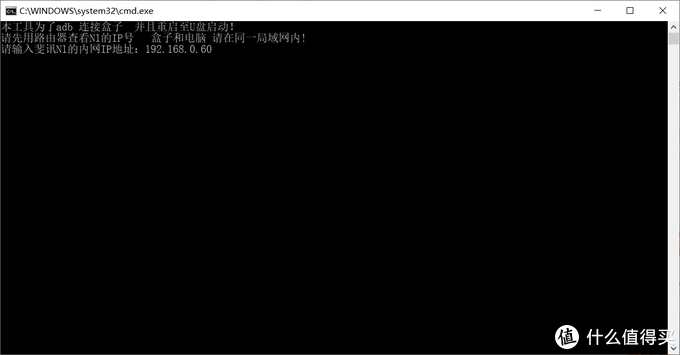 C:\WINDOWS\system32\cmd.exe
本工具为了adb 连接盒子  并且重启至U盘启动!
请先用路由器查看N1的IP号   盒子和电脑 请在同一局域网内!
请输入斐讯N1的内网IP地址: 192.168.0.60
值 什么值得买